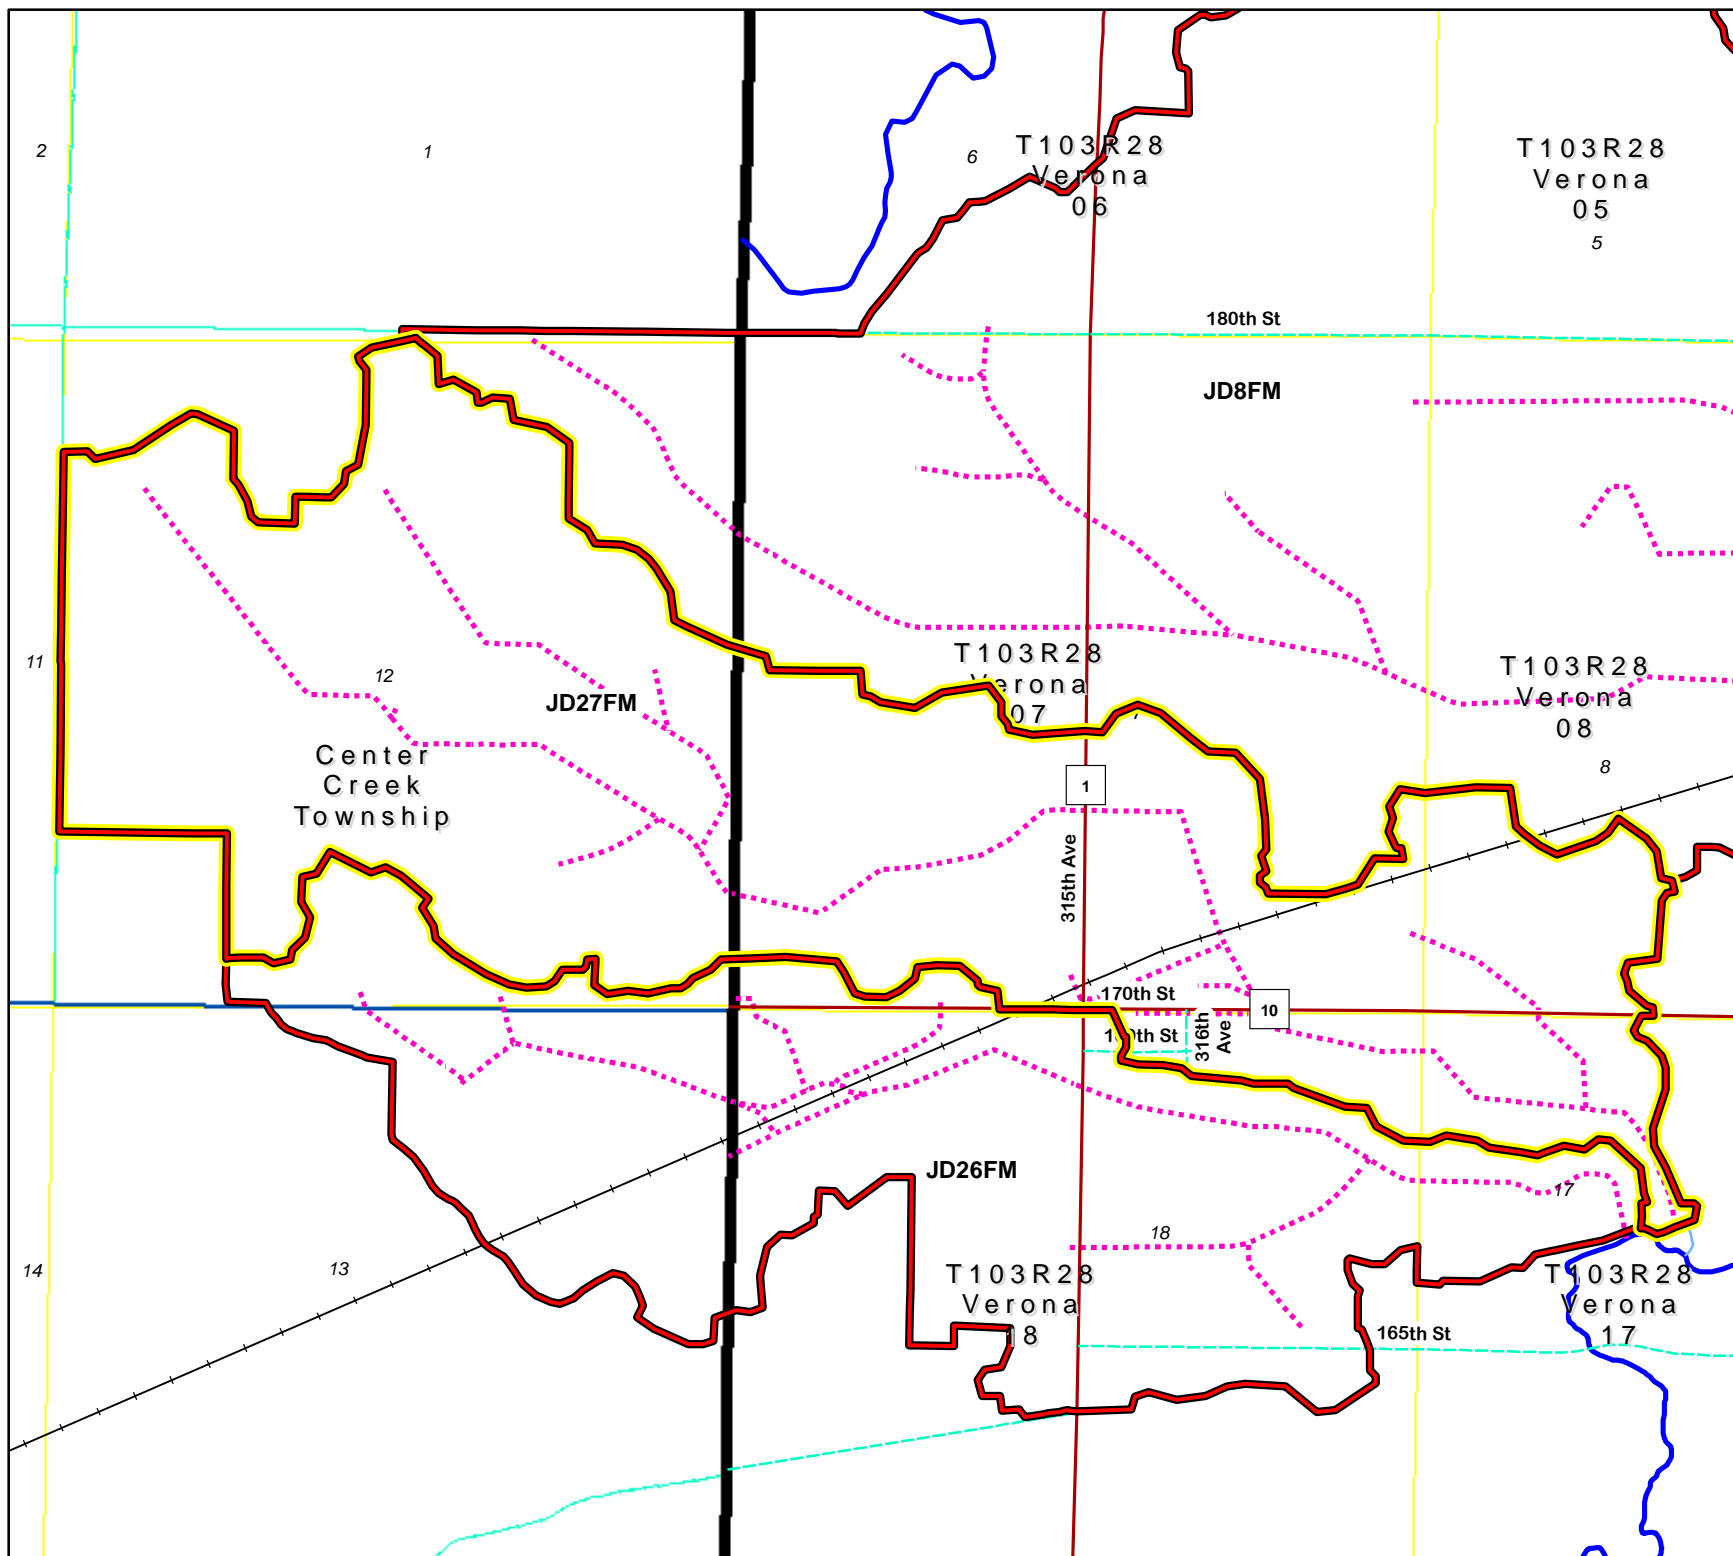 2
1
6
T103R28
Verona
06
T103R28
Verona
05
5
180th St
JD8FM
11
12
JD27FM
T103R28
Verona
07
T103R28
Verona
08
8
Center
Creek
Township
1
315th Ave
170th St
10
316th
Ave
JD26FM
17
18
14
13
T103R28
Verona
18
T103R28
Verona
17
165th St